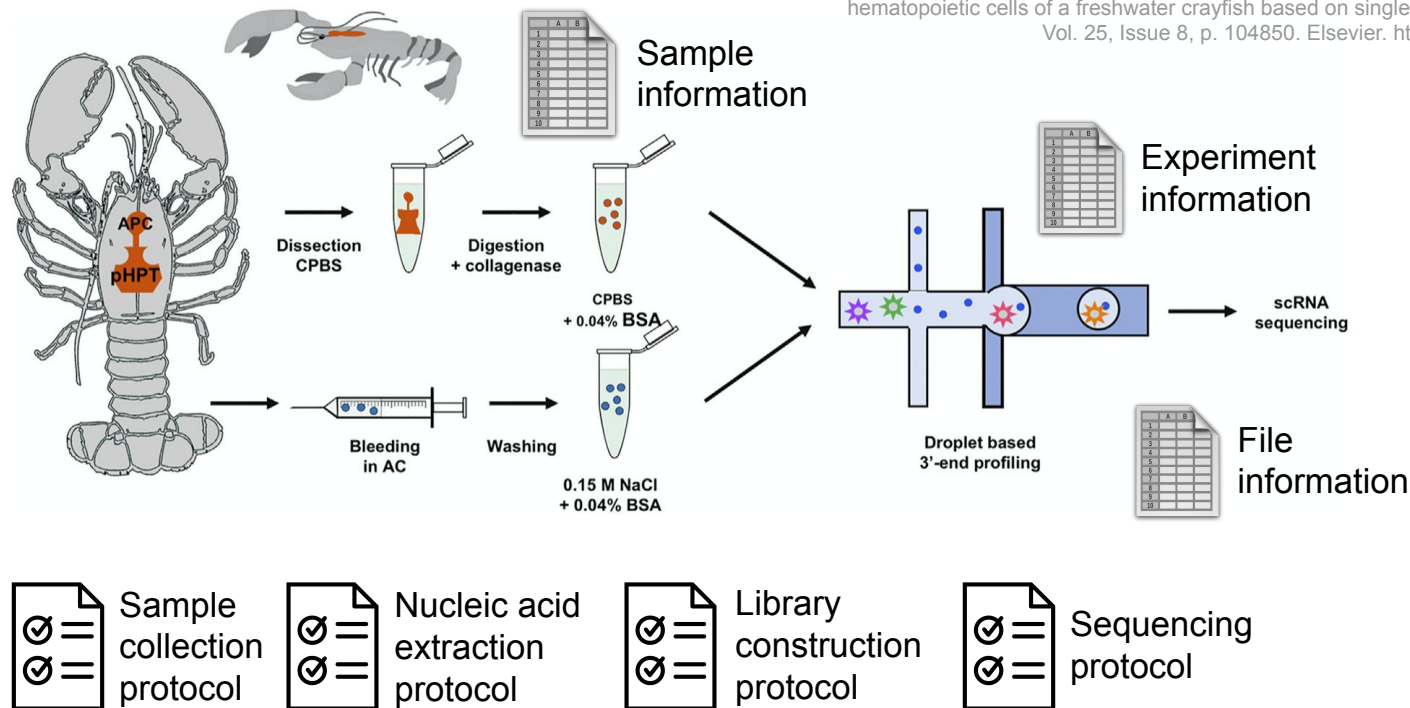 hematopoietic cells of a freshwater crayfish based on single
Vol. 25, Issue 8, p. 104850. Elsevier. ht
Sample
information
Experiment
information
APC
pHPT
Dissection
CPBS
Digestion
+ collagenase
CPBS
+ 0.04% BSA
scRNA
sequencing
Bleeding
in AC
Washing
0.15 M NaCl
+ 0.04% BSA
Droplet based
3'-end profiling
File
information
Sample
collection
protocol
Nucleic acid
extraction
protocol
Library
construction
protocol
Sequencing
protocol